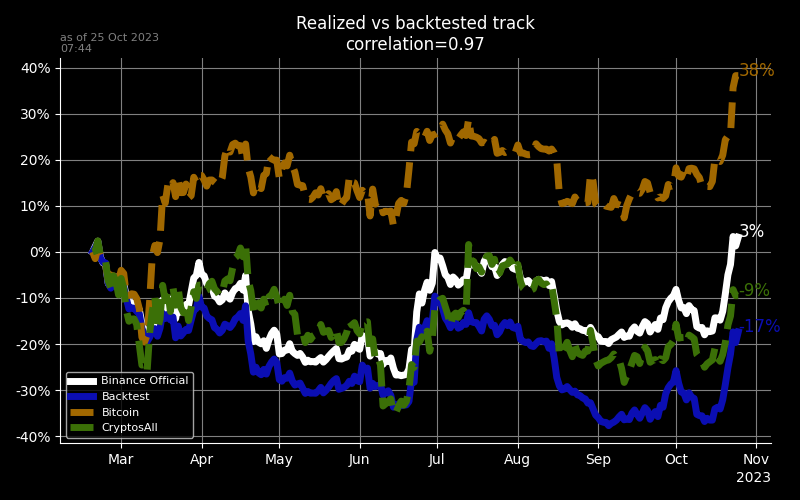 Realized vs backtested track
correlation=0.97
as of 25 Oct 2023
07:44
40%
30%
20%
10%
0%
-10%
-20%
-30%
-40%
38%
3%
-9%
-17%
Binance Official
Backtest
Bitcoin
CryptosAll
Mar Apr May Jun Jul Aug Sep Oct Nov
2023